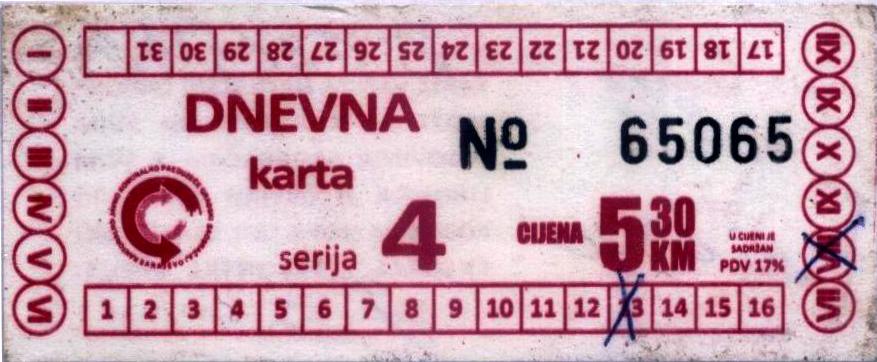 31 30 29 28 27 26 25 24 23 22 21 20 19 18 17
I
II
III
IV
V
VI
DNEVNA
karta
serija 4
Nº 65065
CIJENA 5 30 KM
U CIJENI JE
SADRŽAN
PDV 17%
XII
XI
X
IX
VIII
VII
1 2 3 4 5 6 7 8 9 10 11 12 13 14 15 16